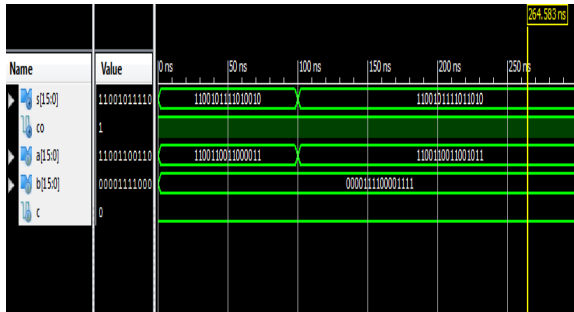 264.583 ns
Name Value 0 ns 50 ns 100 ns 150 ns 200 ns 250 ns
s[15:0] 11001011110 1100101111010010 1100101111011010
co 1
a[15:0] 11001100110 1100110011000011 1100110011001011
b[15:0] 00001111000 0000111100001111
c 0